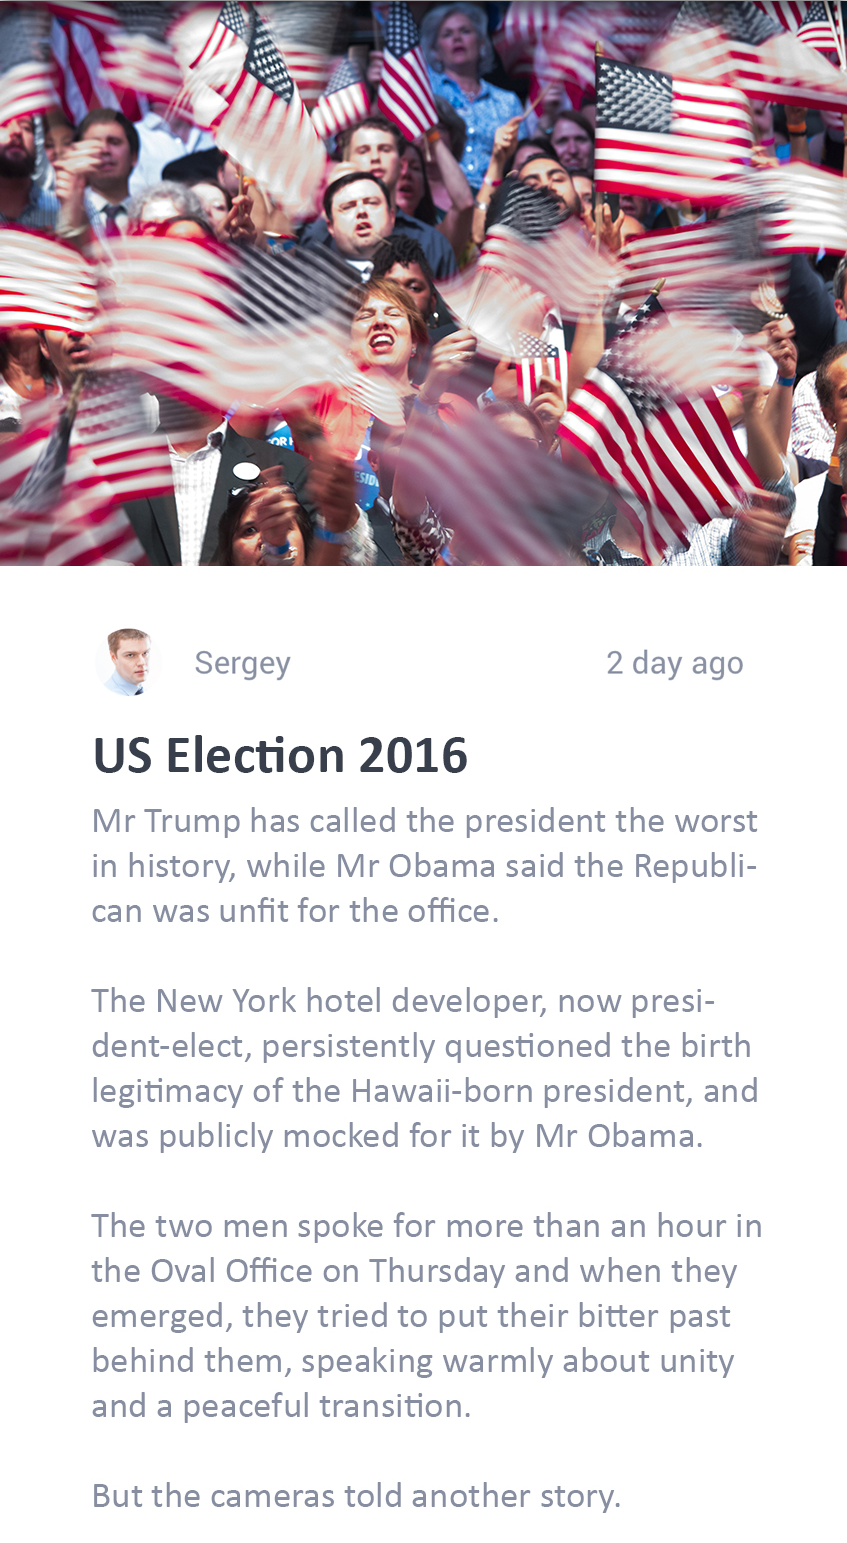 Sergey
2 day ago
US Election 2016
Mr Trump has called the president the worst
in history, while Mr Obama said the Republi-
can was unfit for the office.
The New York hotel developer, now presi-
dent-elect, persistently questioned the birth
legitimacy of the Hawaii-born president, and
was publicly mocked for it by Mr Obama.
The two men spoke for more than an hour in
the Oval Office on Thursday and when they
emerged, they tried to put their bitter past
behind them, speaking warmly about unity
and a peaceful transition.
But the cameras told another story.